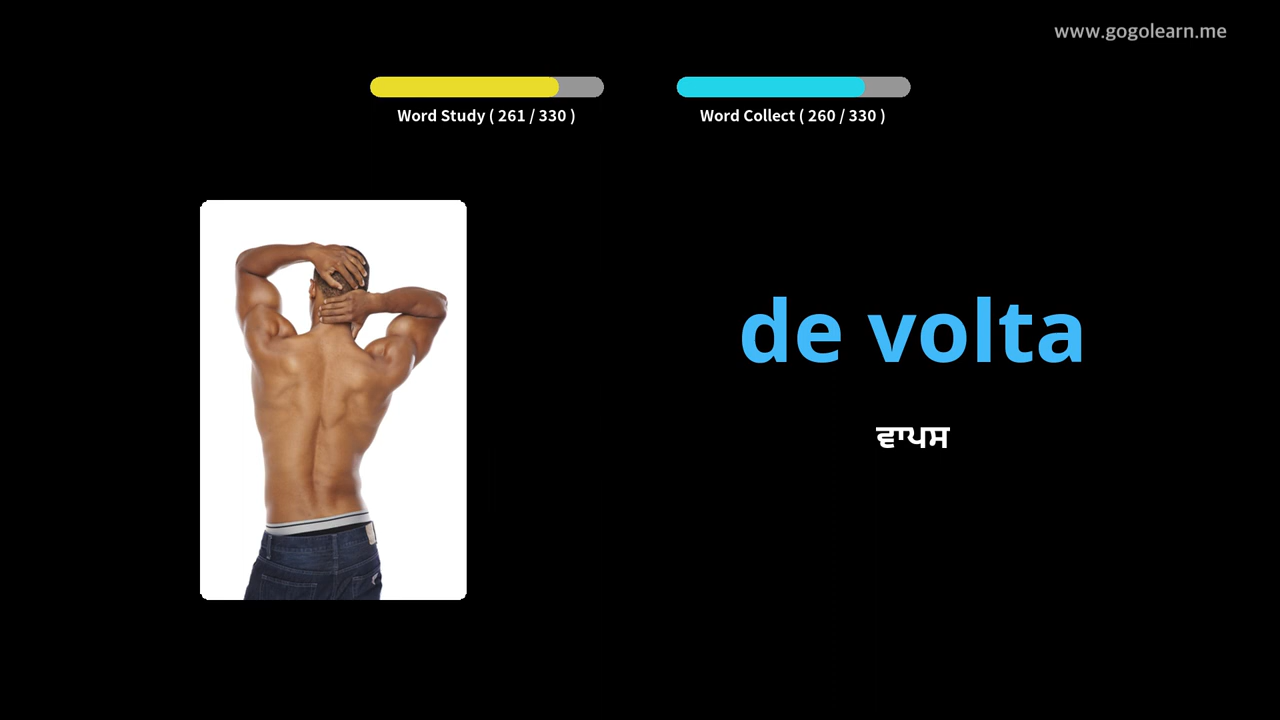 www.gogolearn.me
Word Study ( 261 / 330 )
Word Collect ( 260 / 330 )
de volta
ਵਾਪਸ